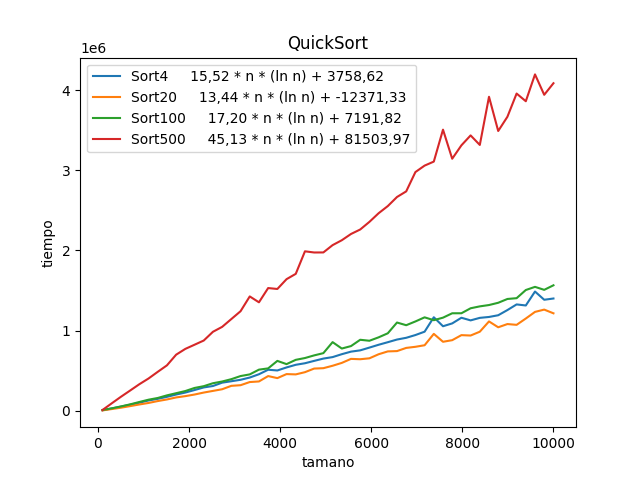 QuickSort
1e6
Sort4 15,52 * n * (ln n) + 3758,62
Sort20 13,44 * n * (ln n) + -12371,33
Sort100 17,20 * n * (ln n) + 7191,82
Sort500 45,13 * n * (ln n) + 81503,97
4
3
2
1
0
tiempo
0 2000 4000 6000 8000 10000
tamano